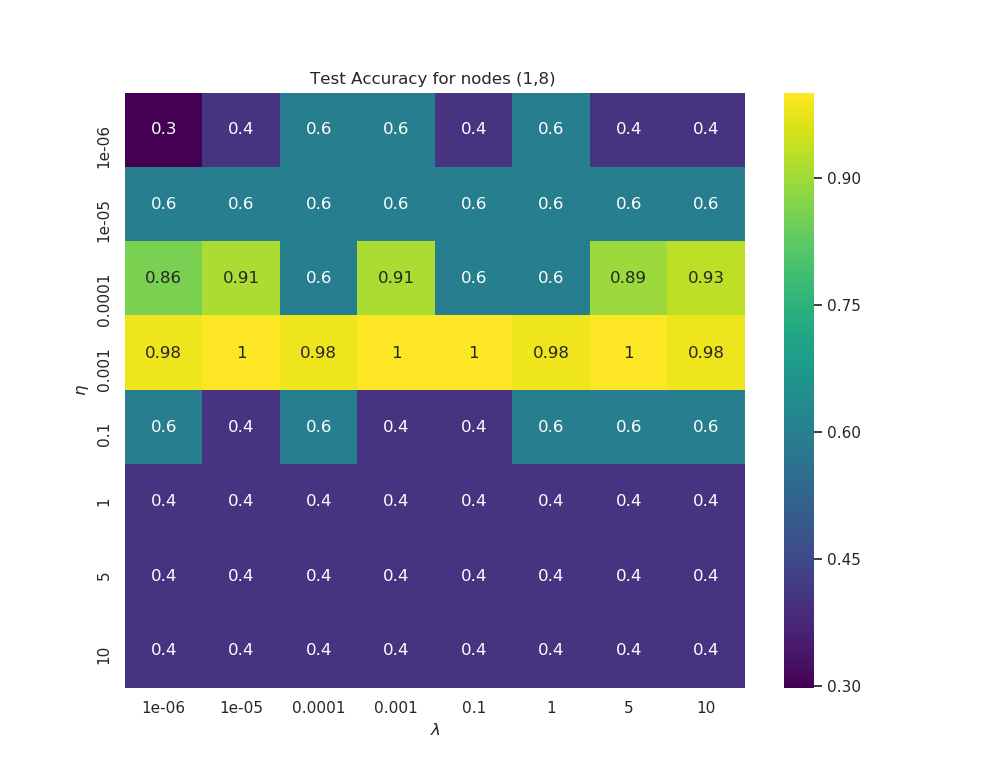 Test Accuracy for nodes (1,8)
1e-06 0.3 0.4 0.6 0.6 0.4 0.6 0.4 0.4
1e-05 0.6 0.6 0.6 0.6 0.6 0.6 0.6 0.6
0.0001 0.86 0.91 0.6 0.91 0.6 0.6 0.89 0.93
0.001 0.98 1 0.98 1 1 0.98 1 0.98
0.1 0.6 0.4 0.6 0.4 0.4 0.6 0.6 0.6
1 0.4 0.4 0.4 0.4 0.4 0.4 0.4 0.4
5 0.4 0.4 0.4 0.4 0.4 0.4 0.4 0.4
10 0.4 0.4 0.4 0.4 0.4 0.4 0.4 0.4
η
1e-06 1e-05 0.0001 0.001 0.1 1 5 10
λ
0.90
0.75
0.60
0.45
0.30